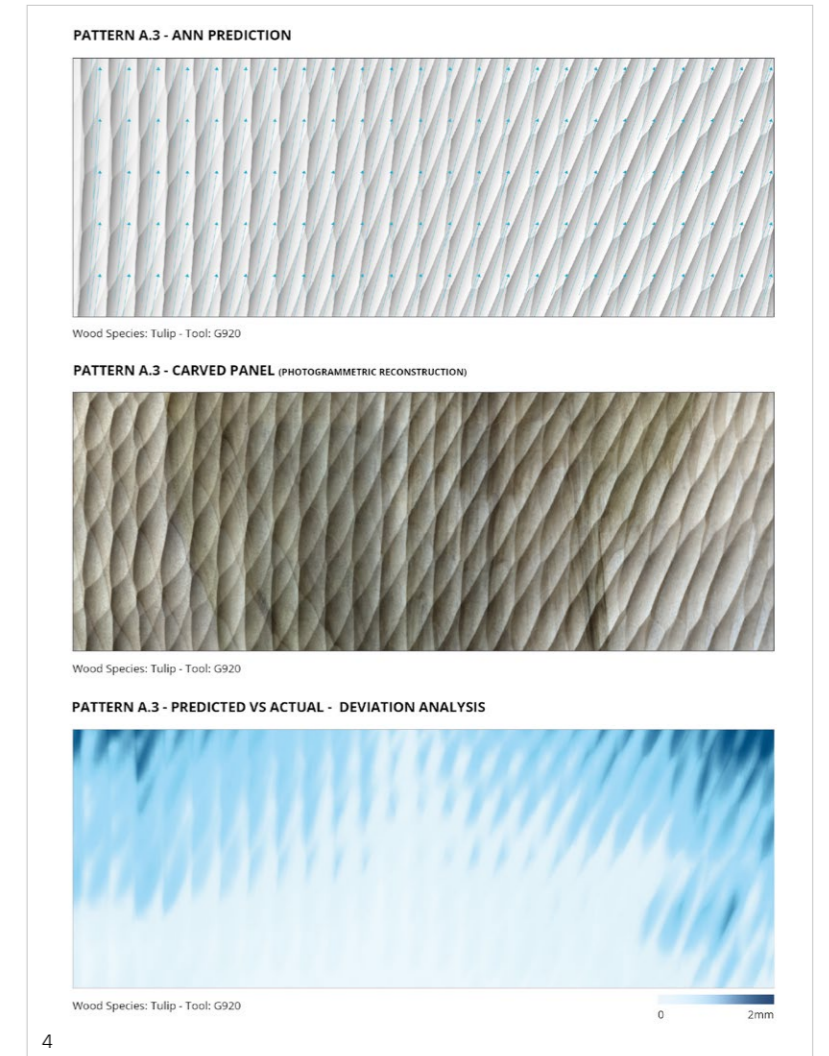 PATTERN A.3 - ANN PREDICTION
Wood Species: Tulip - Tool: G920
PATTERN A.3 - CARVED PANEL (PHOTOGRAMMETRIC RECONSTRUCTION)
Wood Species: Tulip - Tool: G920
PATTERN A.3 - PREDICTED VS ACTUAL - DEVIATION ANALYSIS
Wood Species: Tulip - Tool: G920
0 2mm
4